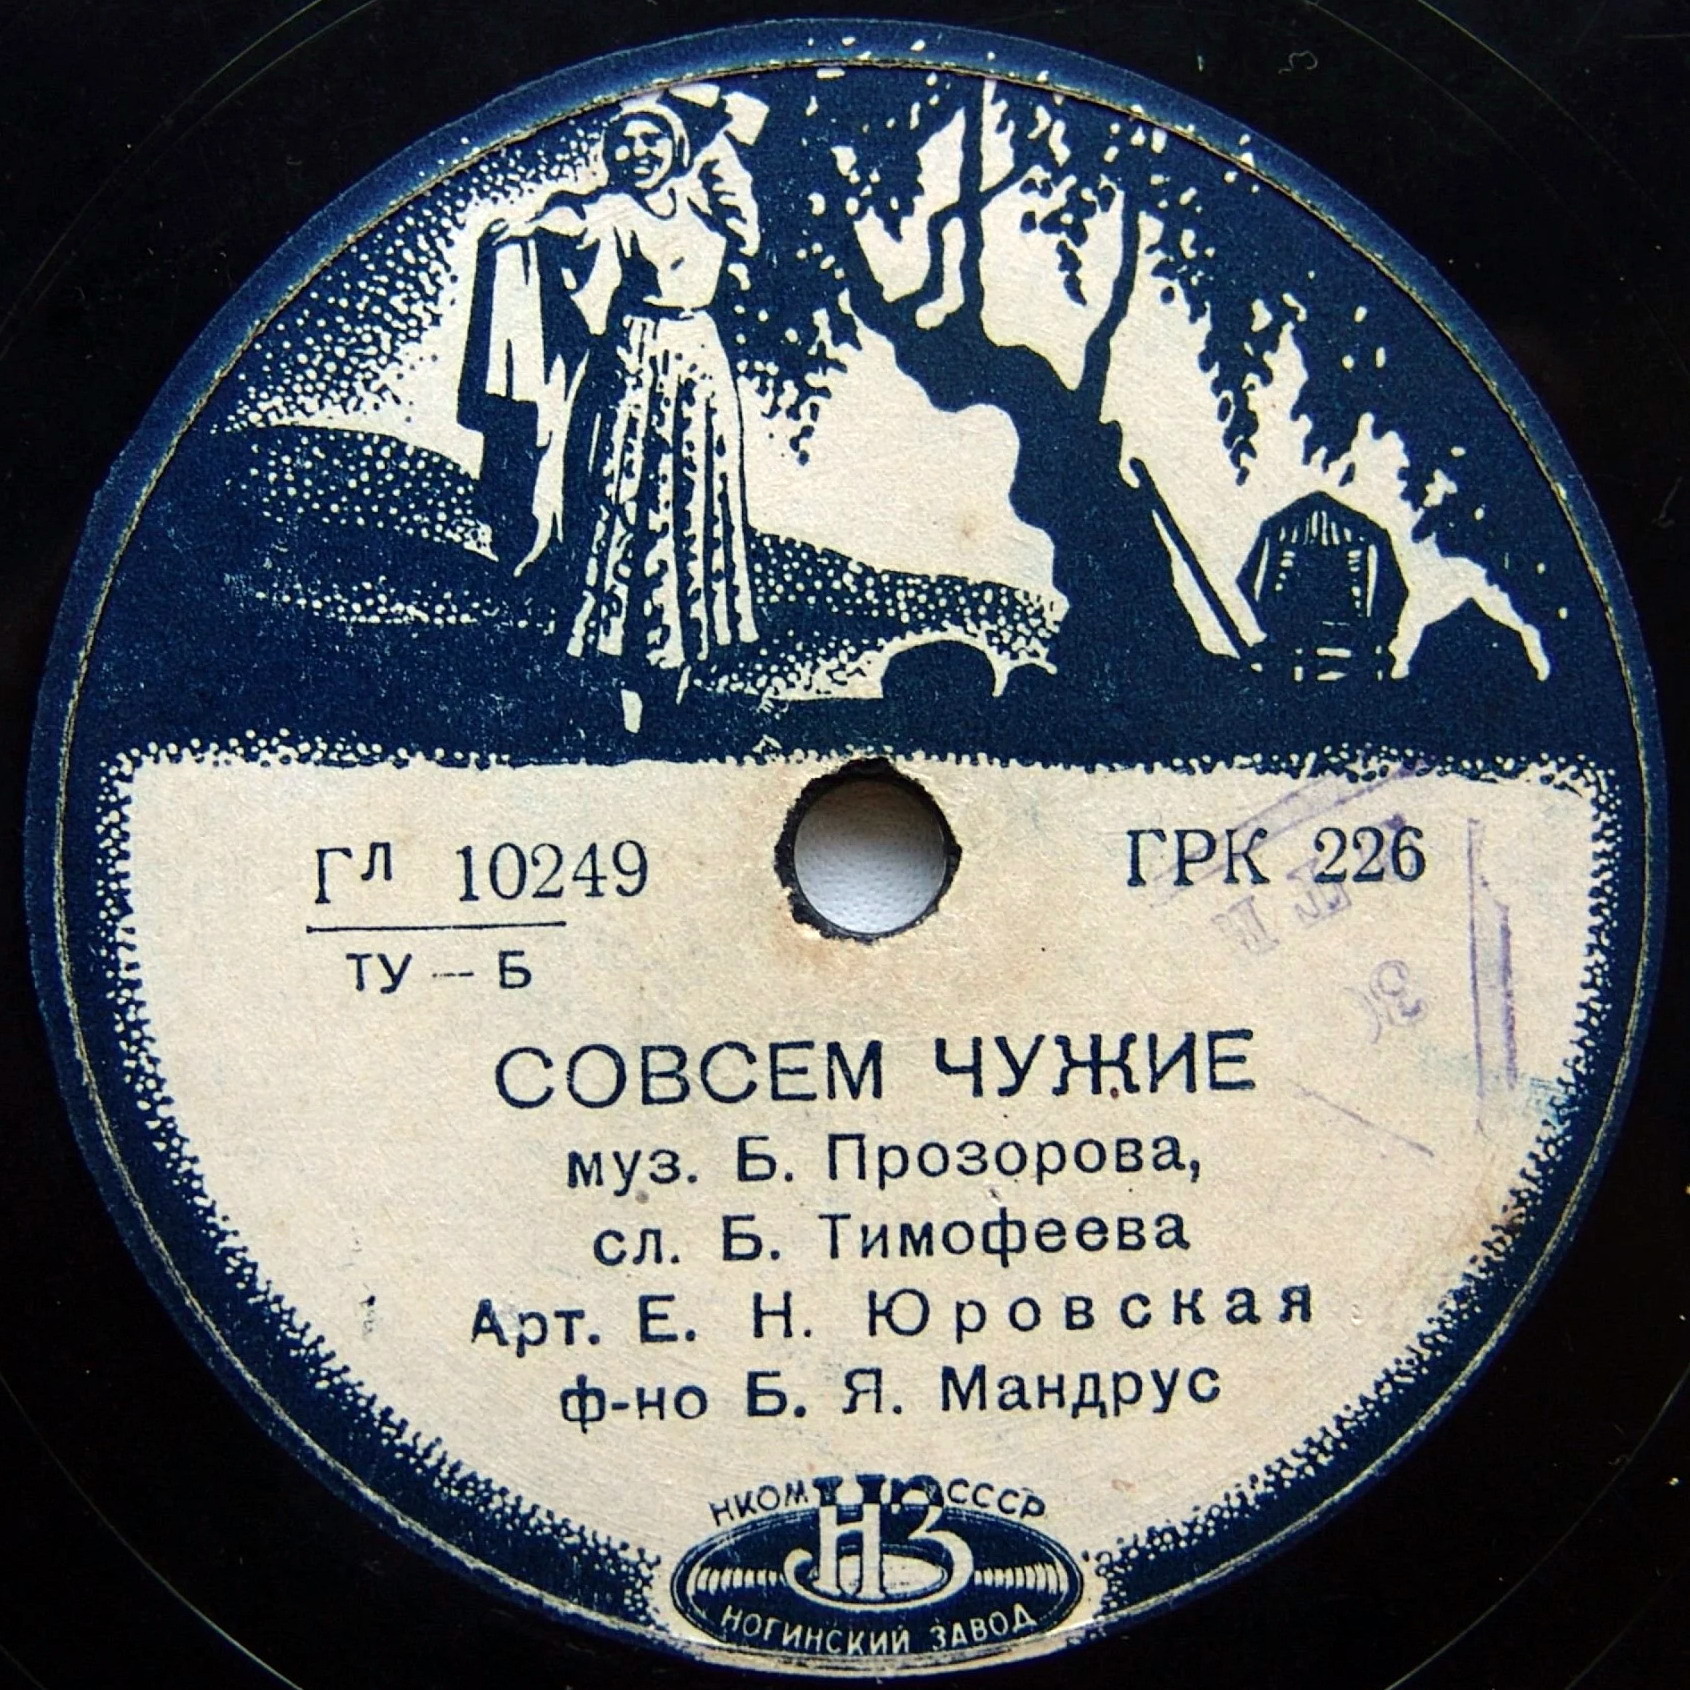 Гл 10249 ГРК 226
ТУ — Б
СОВСЕМ ЧУЖИЕ
муз. Б. Прозорова,
сл. Б. Тимофеева
Арт. Е. Н. Юровская
ф-но Б. Я. Мандрус
НКОМ СССР
НЗ
НОГИНСКИЙ ЗАВОД